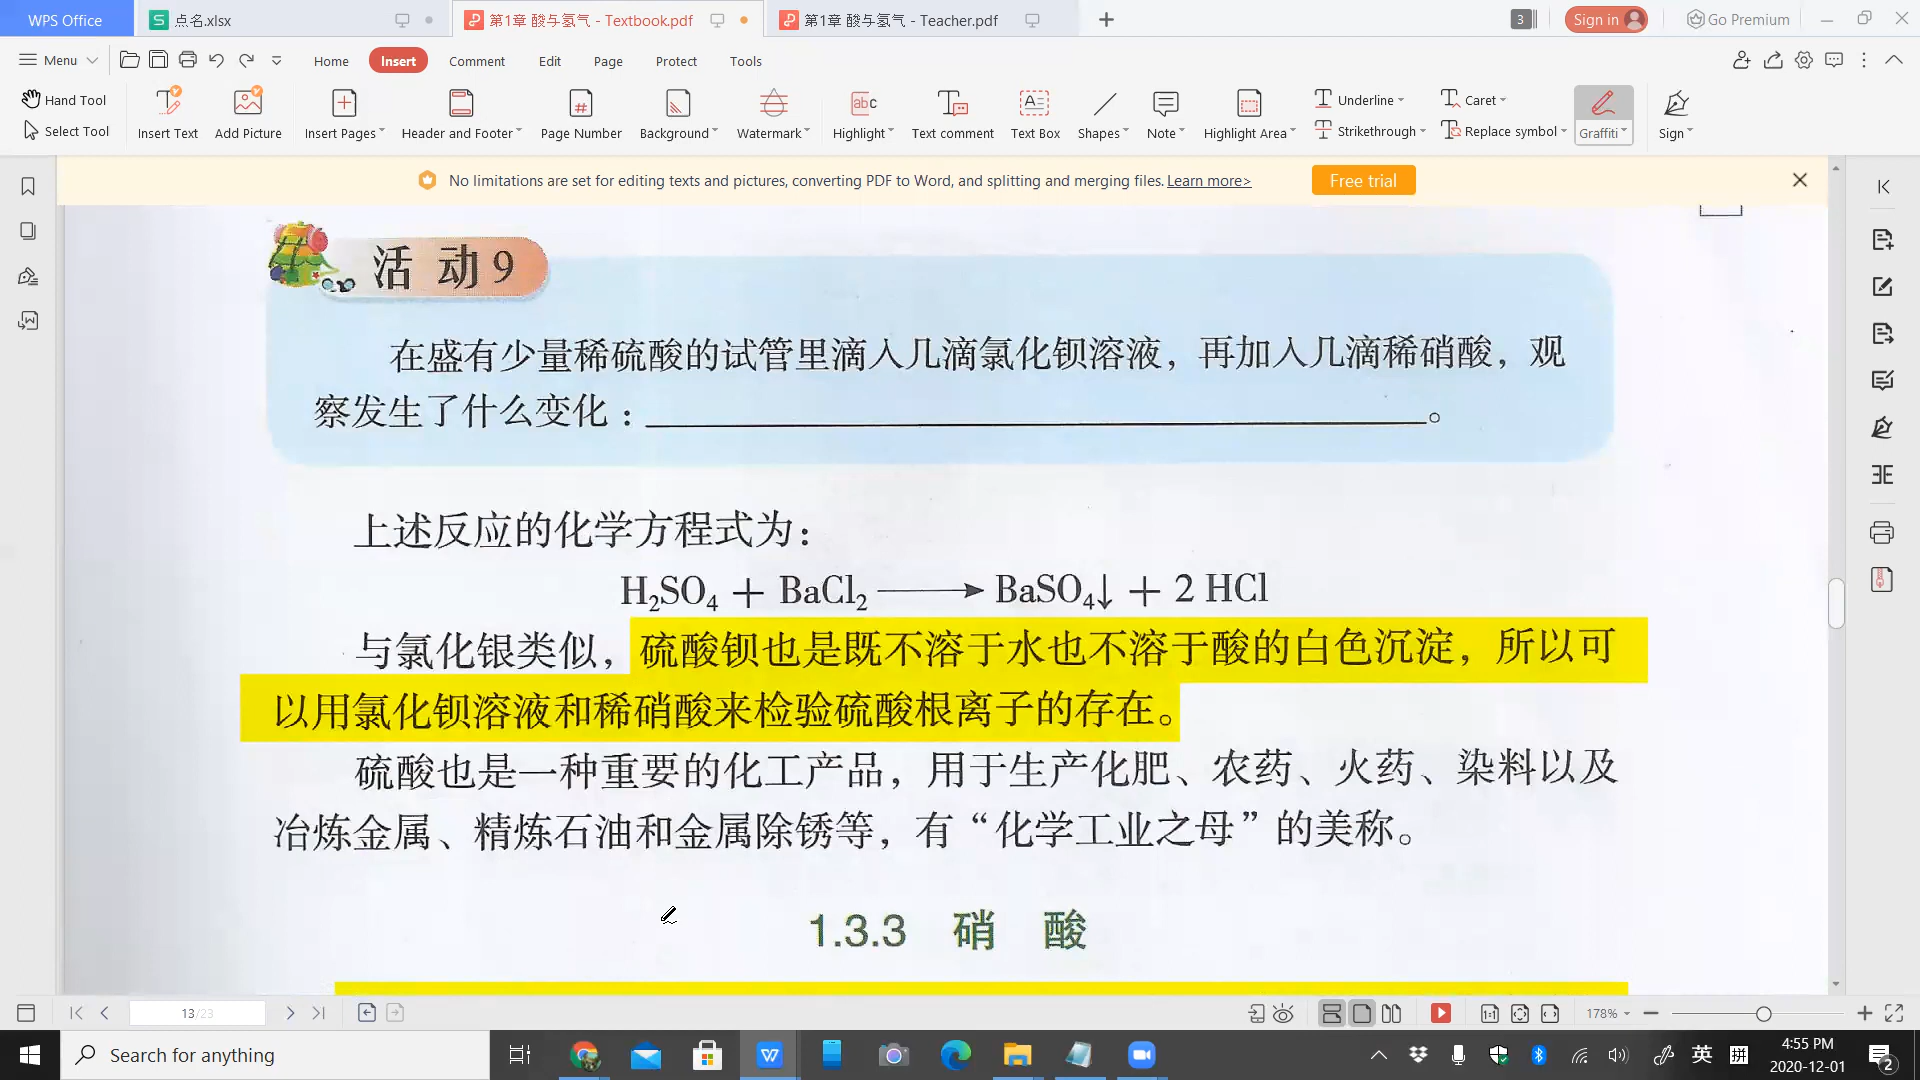 WPS Office
点名.xlsx
第1章 酸与氢气 - Textbook.pdf
第1章 酸与氢气 - Teacher.pdf
3
Sign in
Go Premium
Menu
Home
Insert
Comment
Edit
Page
Protect
Tools
Hand Tool
Select Tool
Insert Text
Add Picture
Insert Pages
Header and Footer
Page Number
Background
Watermark
Highlight
Text comment
Text Box
Shapes
Note
Highlight Area
Underline
Strikethrough
Caret
Replace symbol
Graffiti
Sign
No limitations are set for editing texts and pictures, converting PDF to Word, and splitting and merging files. Learn more>
Free trial
活 动 9
在盛有少量稀硫酸的试管里滴入几滴氯化钡溶液，再加入几滴稀硝酸，观
察发生了什么变化：。
上述反应的化学方程式为：
H₂SO₄ + BaCl₂ ⟶ BaSO₄↓ + 2 HCl
与氯化银类似，硫酸钡也是既不溶于水也不溶于酸的白色沉淀，所以可
以用氯化钡溶液和稀硝酸来检验硫酸根离子的存在。
硫酸也是一种重要的化工产品，用于生产化肥、农药、火药、染料以及
冶炼金属、精炼石油和金属除锈等，有“化学工业之母”的美称。
1.3.3 硝 酸
13/23
178%
Search for anything
英
拼
4:55 PM
2020-12-01
2